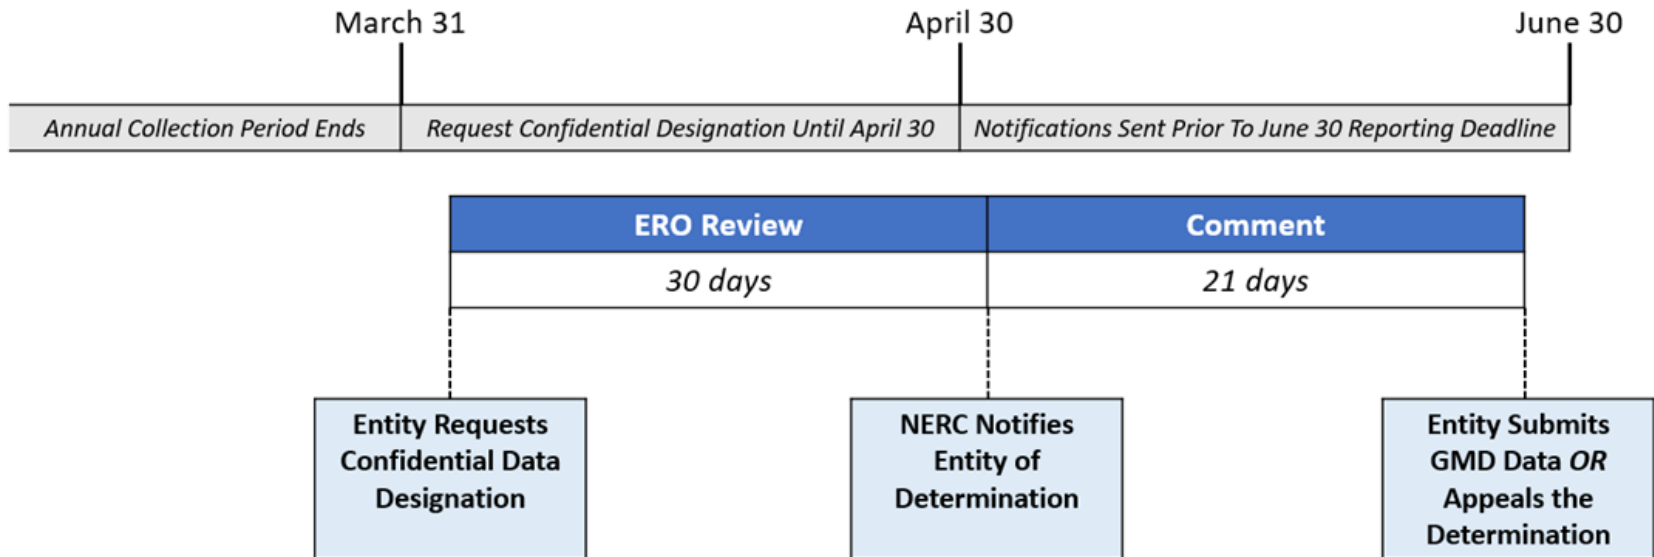 March 31
April 30
June 30
Annual Collection Period Ends
Request Confidential Designation Until April 30
Notifications Sent Prior To June 30 Reporting Deadline
ERO Review
Comment
30 days
21 days
Entity Requests
Confidential Data
Designation
NERC Notifies
Entity of
Determination
Entity Submits
GMD Data OR
Appeals the
Determination